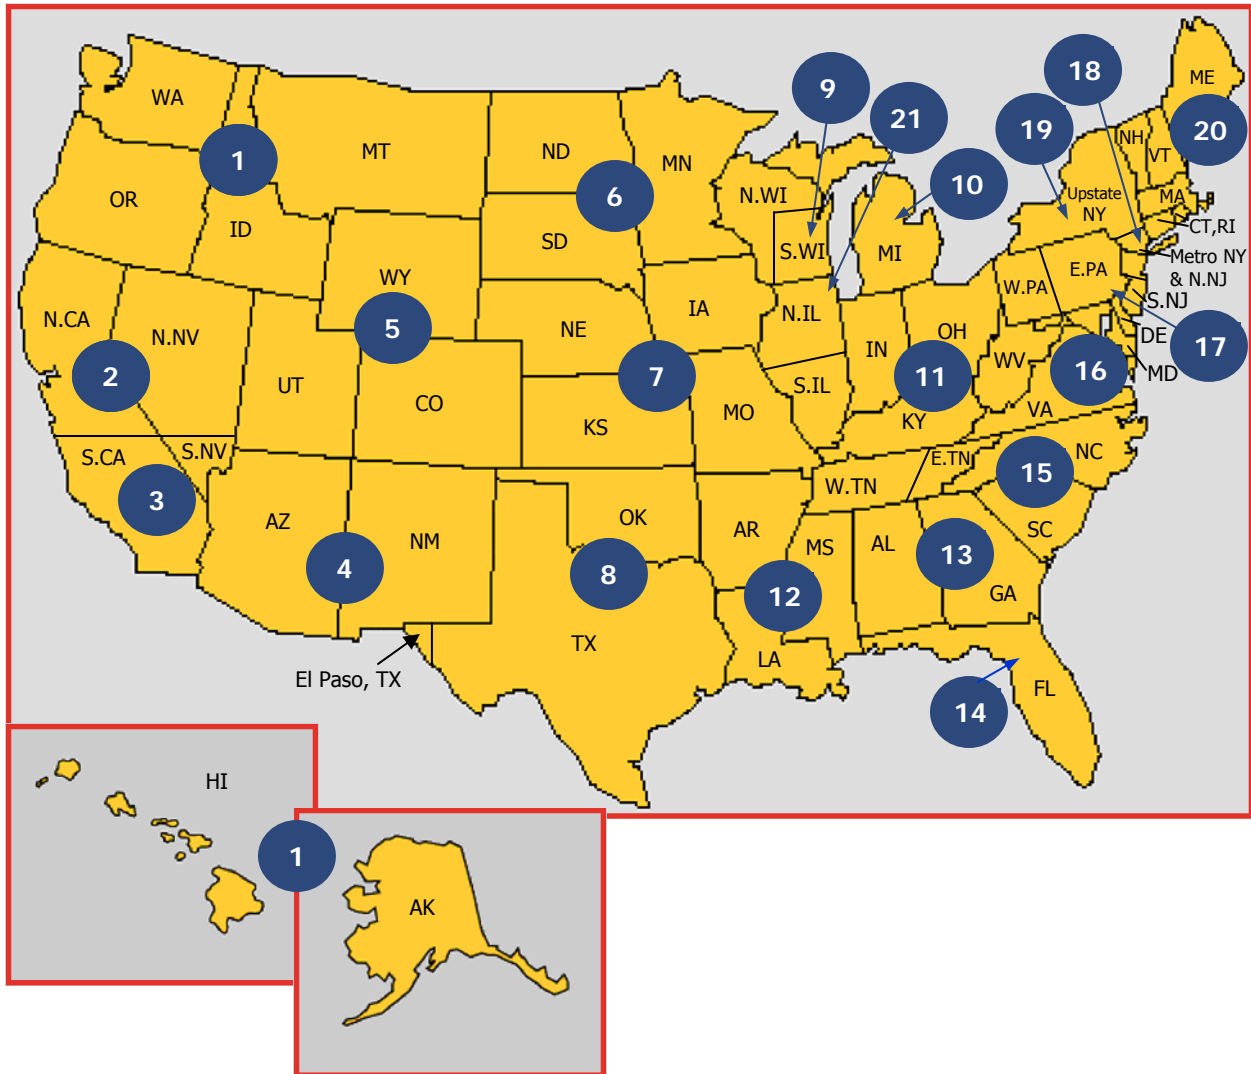 WA
MT
ND
MN
OR
ID
1
6
SD
N.WI
S.WI
9
21
10
MI
18
19
ME
20
NH
VT
Upstate
NY
MA
CT,RI
Metro NY
& N.NJ
E.PA
W.PA
S.NJ
DE
MD
17
16
WY
5
N.CA
N.NV
2
UT
CO
NE
IA
7
N.IL
S.IL
IN
OH
11
WV
VA
KY
KS
MO
S.CA
S.NV
3
AZ
NM
4
OK
8
AR
W.TN
E.TN
15
NC
SC
MS
AL
13
GA
12
LA
TX
El Paso, TX
14
FL
HI
1
AK